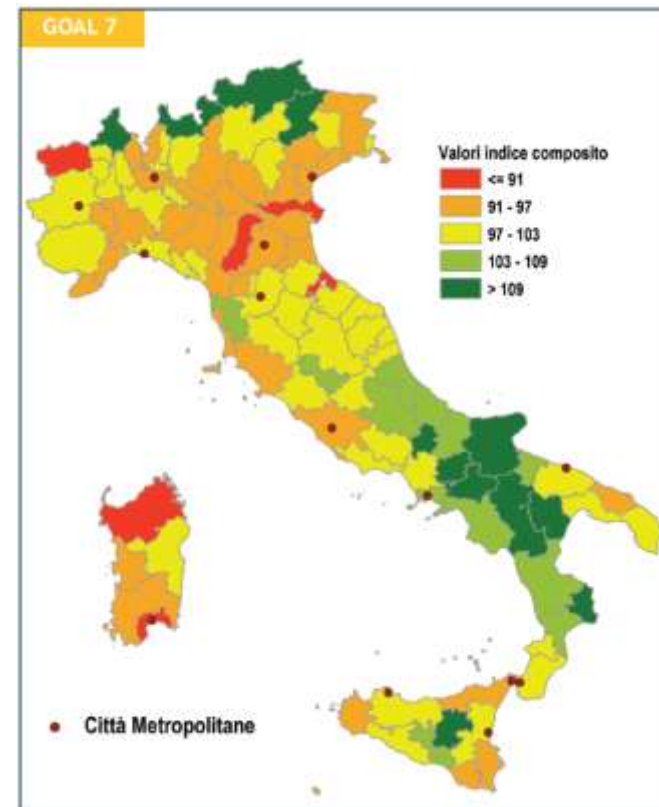 GOAL 7
Valori indice composito
<= 91
91 - 97
97 - 103
103 - 109
> 109
Città Metropolitane